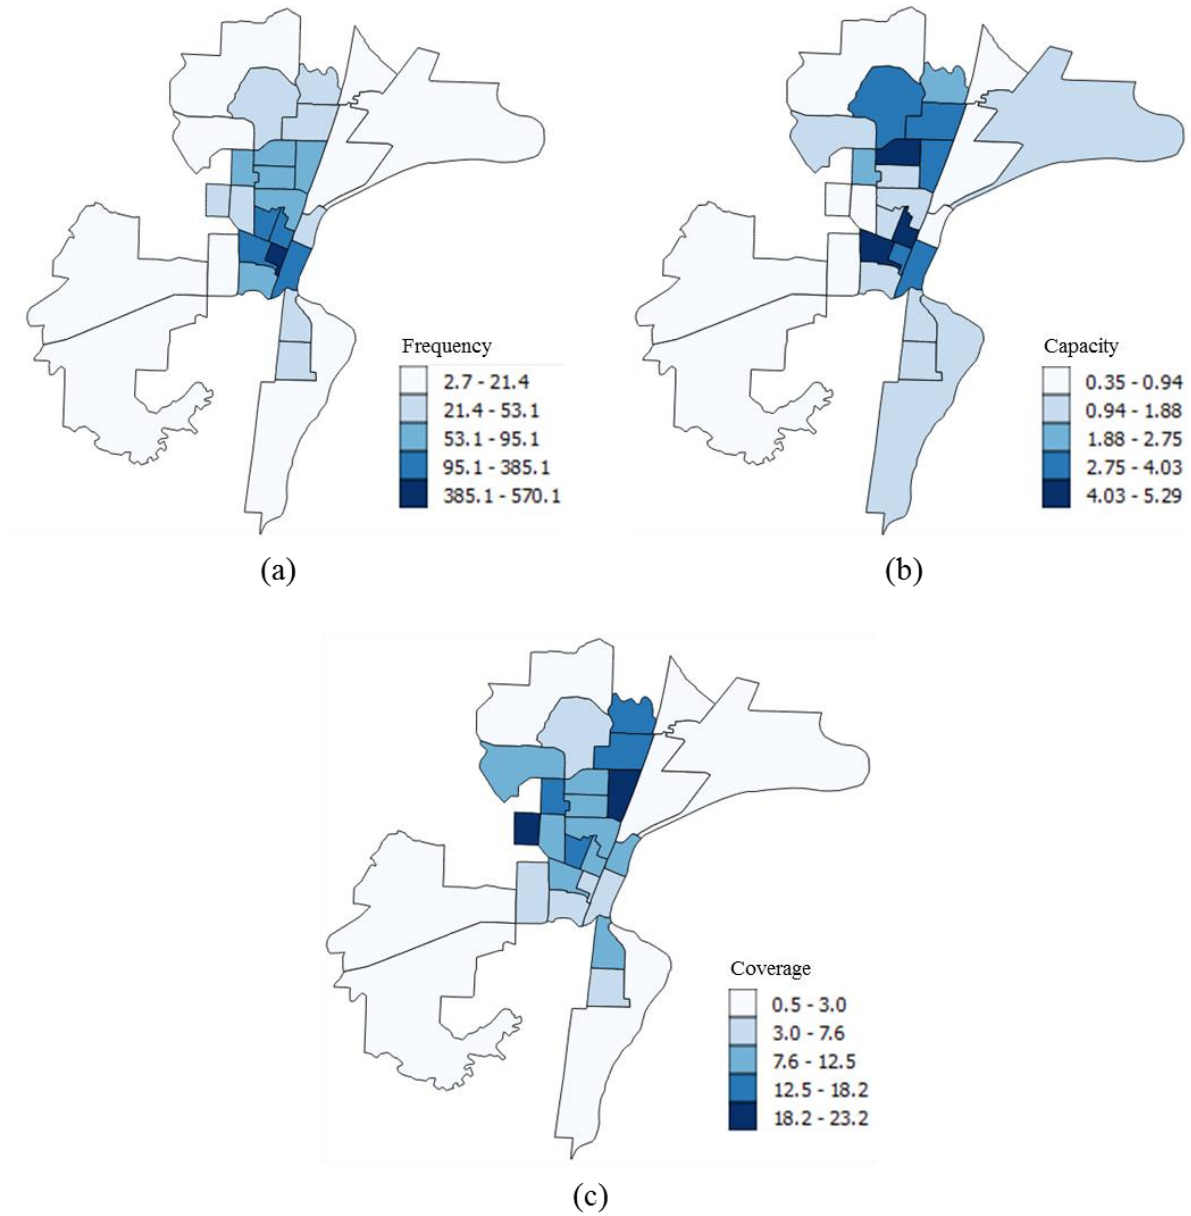 Frequency
2.7 - 21.4
21.4 - 53.1
53.1 - 95.1
95.1 - 385.1
385.1 - 570.1
(a)
Capacity
0.35 - 0.94
0.94 - 1.88
1.88 - 2.75
2.75 - 4.03
4.03 - 5.29
(b)
Coverage
0.5 - 3.0
3.0 - 7.6
7.6 - 12.5
12.5 - 18.2
18.2 - 23.2
(c)